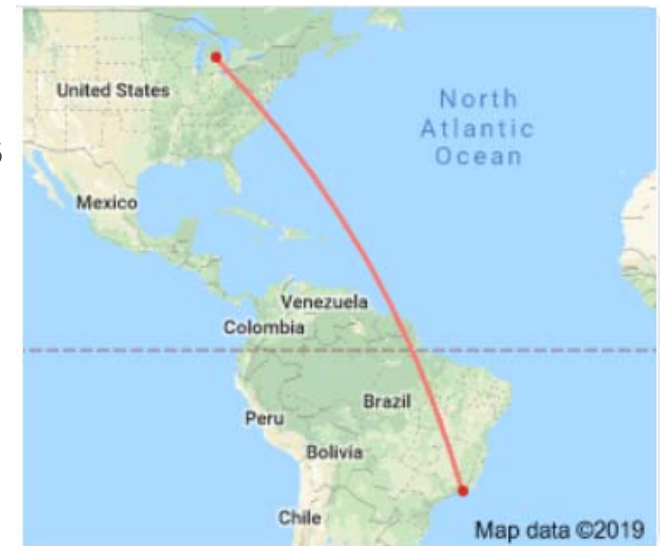 United States
North
Atlantic
Ocean
Mexico
Venezuela
Colombia
Brazil
Peru
Bolivia
Chile
Map data ©2019